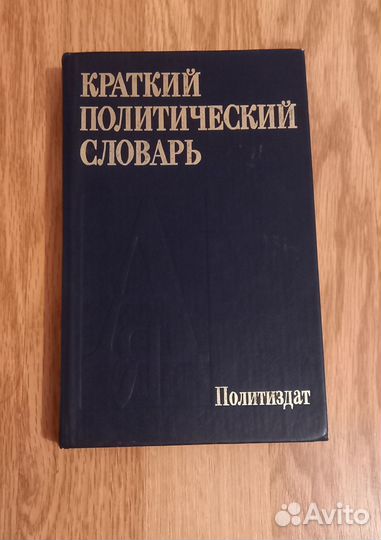 КРАТКИЙ
ПОЛИТИЧЕСКИЙ
СЛОВАРЬ
А
Я
Политиздат
Avito